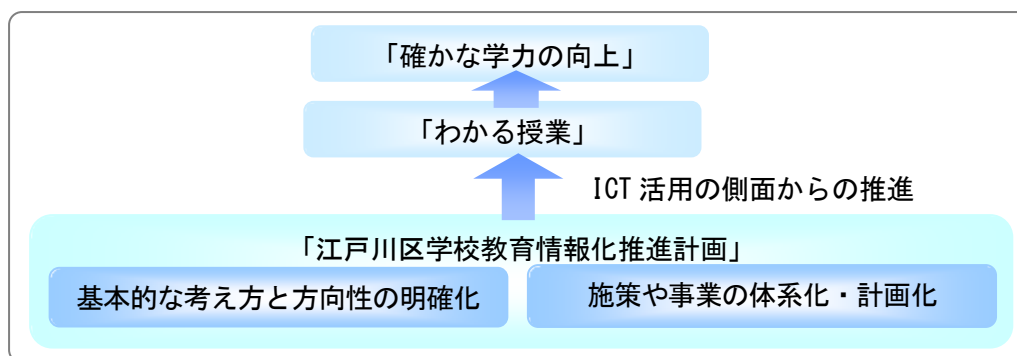 「確かな学力の向上」
「わかる授業」
ICT 活用の側面からの推進
「江戸川区学校教育情報化推進計画」
基本的な考え方と方向性の明確化
施策や事業の体系化・計画化